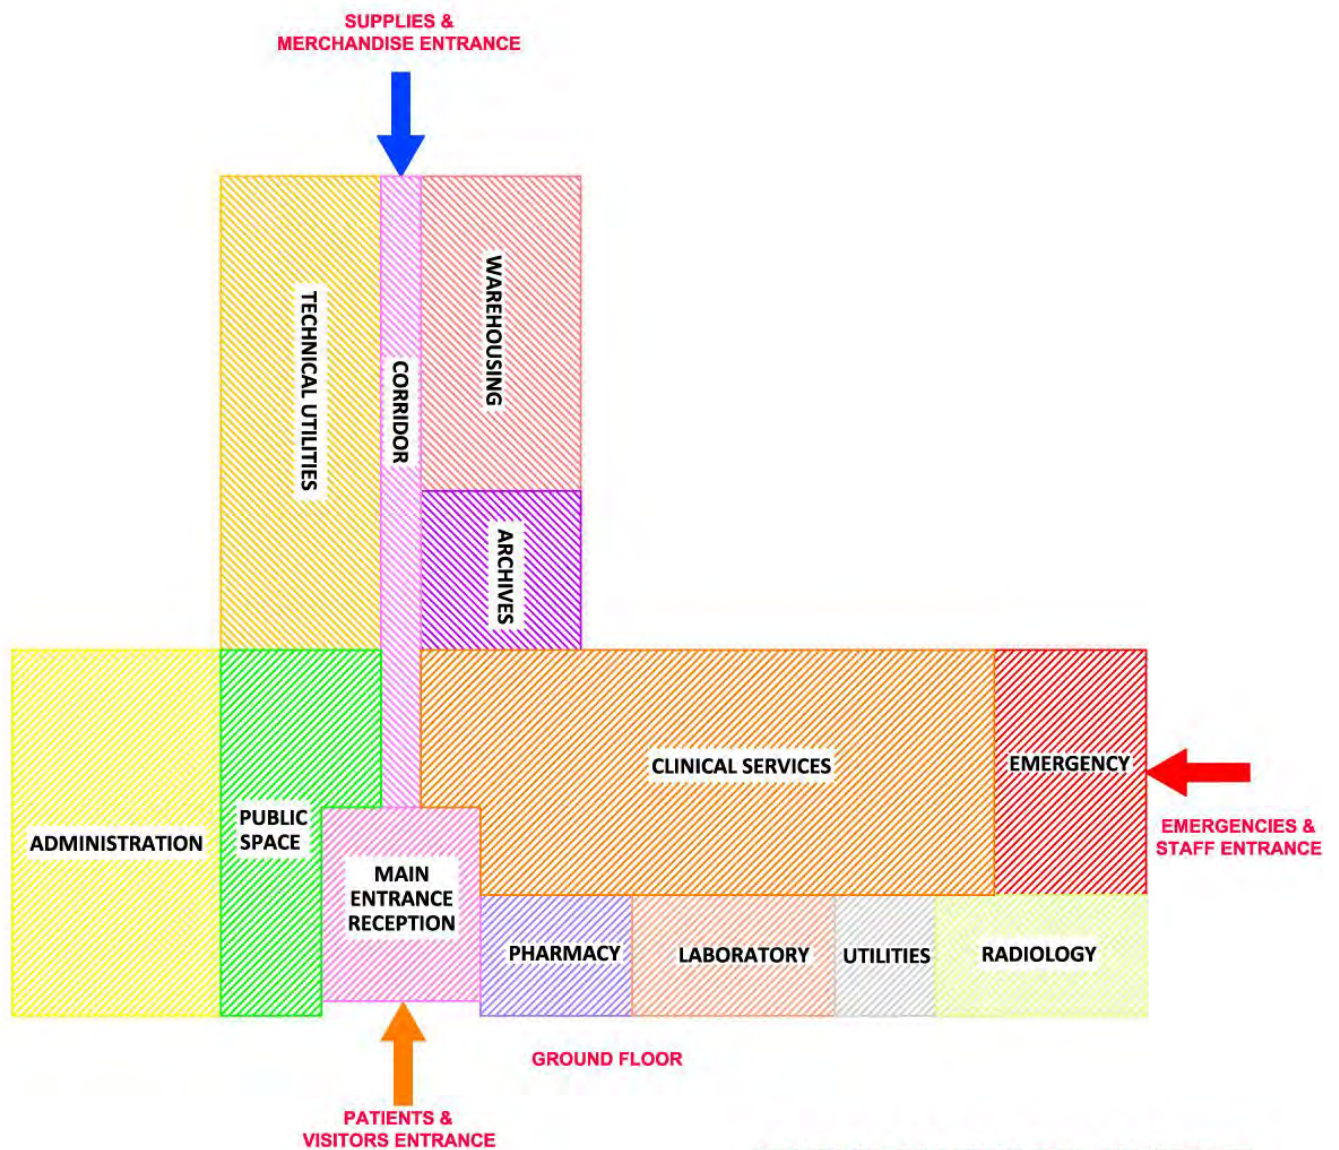 SUPPLIES &
MERCHANDISE ENTRANCE
TECHNICAL UTILITIES
CORRIDOR
WAREHOUSING
ARCHIVES
ADMINISTRATION
PUBLIC
SPACE
MAIN
ENTRANCE
RECEPTION
CLINICAL SERVICES
EMERGENCY
EMERGENCIES &
STAFF ENTRANCE
PHARMACY
LABORATORY
UTILITIES
RADIOLOGY
GROUND FLOOR
PATIENTS &
VISITORS ENTRANCE